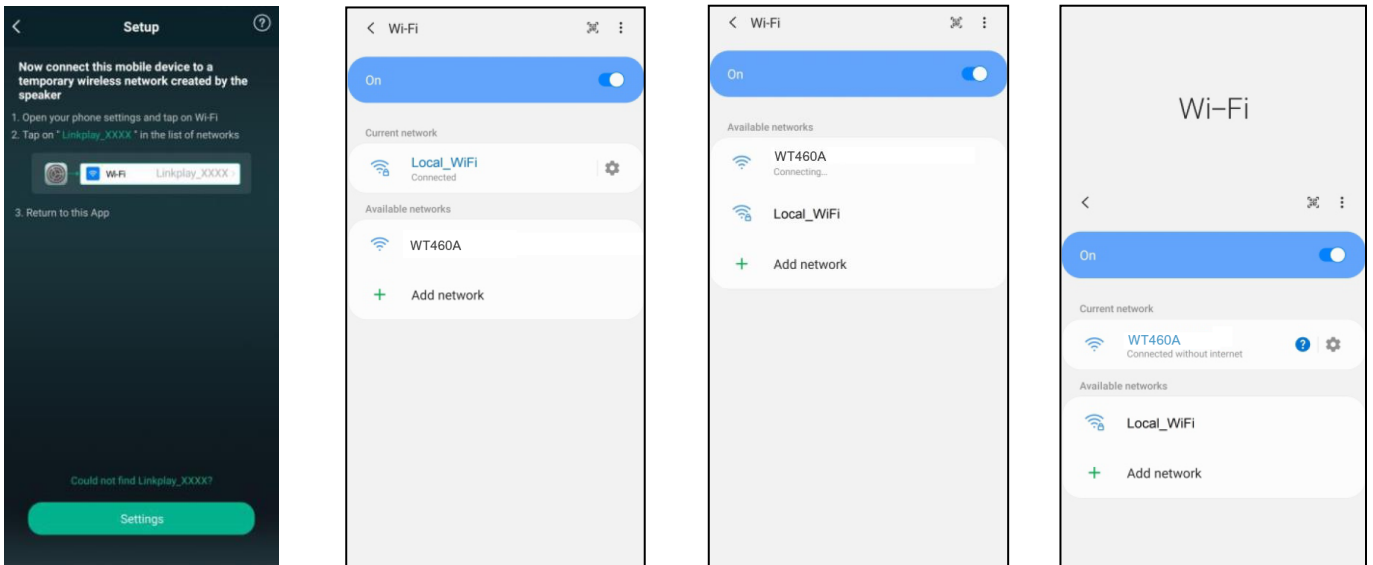 Setup
?
Now connect this mobile device to a
temporary wireless network created by the
speaker
1. Open your phone settings and tap on Wi-Fi
2. Tap on " Linkplay_XXXX " in the list of networks
Wi-Fi Linkplay_XXXX
3. Return to this App
Could not find Linkplay_XXXX?
Settings
Wi-Fi
On
Current network
Local_WiFi
Connected
Available networks
WT460A
Add network
Wi-Fi
On
Available networks
WT460A
Connecting...
Local_WiFi
Add network
Wi-Fi
On
Current network
WT460A
Connected without internet
?
Available networks
Local_WiFi
Add network